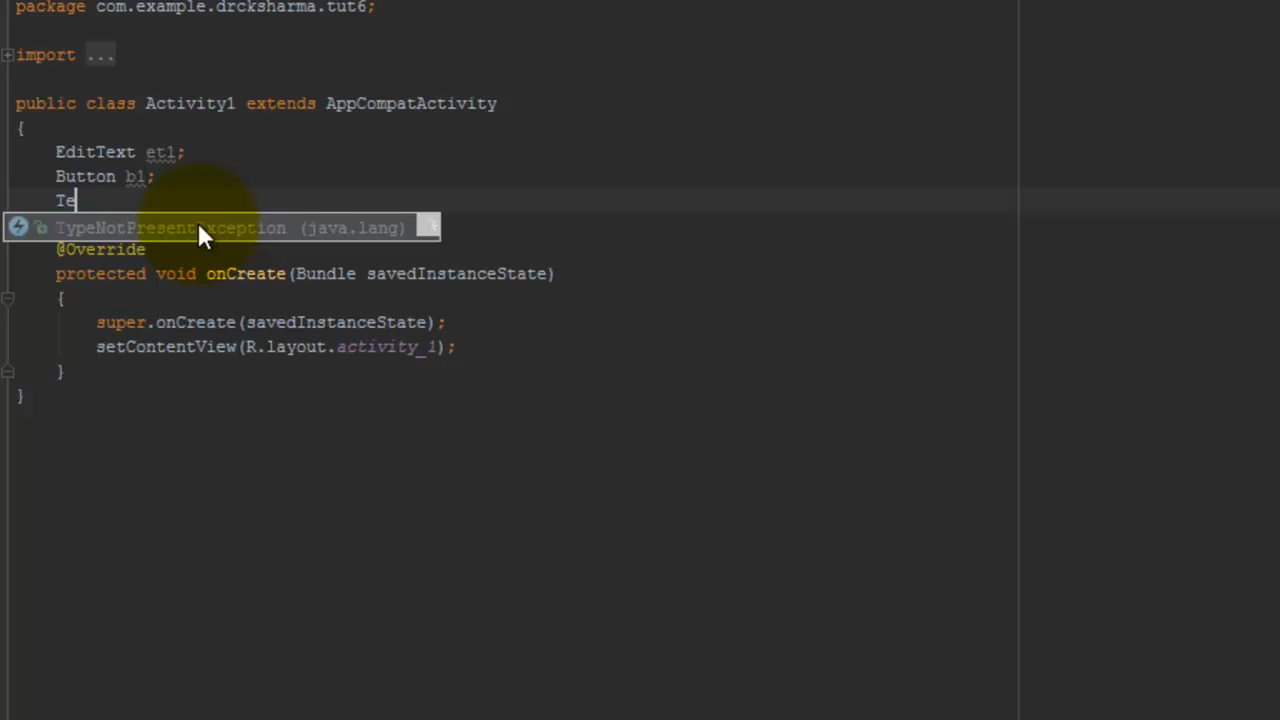 package com.example.drcksharma.tut6;
import ...
public class Activity1 extends AppCompatActivity
{
EditText et1;
Button b1;
Te
TypeNotPresentException (java.lang)
@Override
protected void onCreate(Bundle savedInstanceState)
{
super.onCreate(savedInstanceState);
setContentView(R.layout.activity_1);
}
}